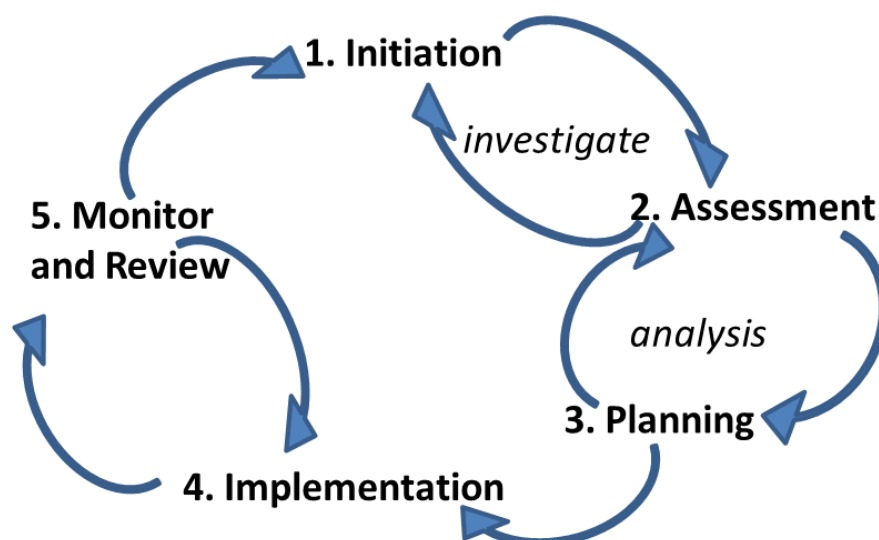 1. Initiation
investigate
2. Assessment
analysis
3. Planning
4. Implementation
5. Monitor
and Review